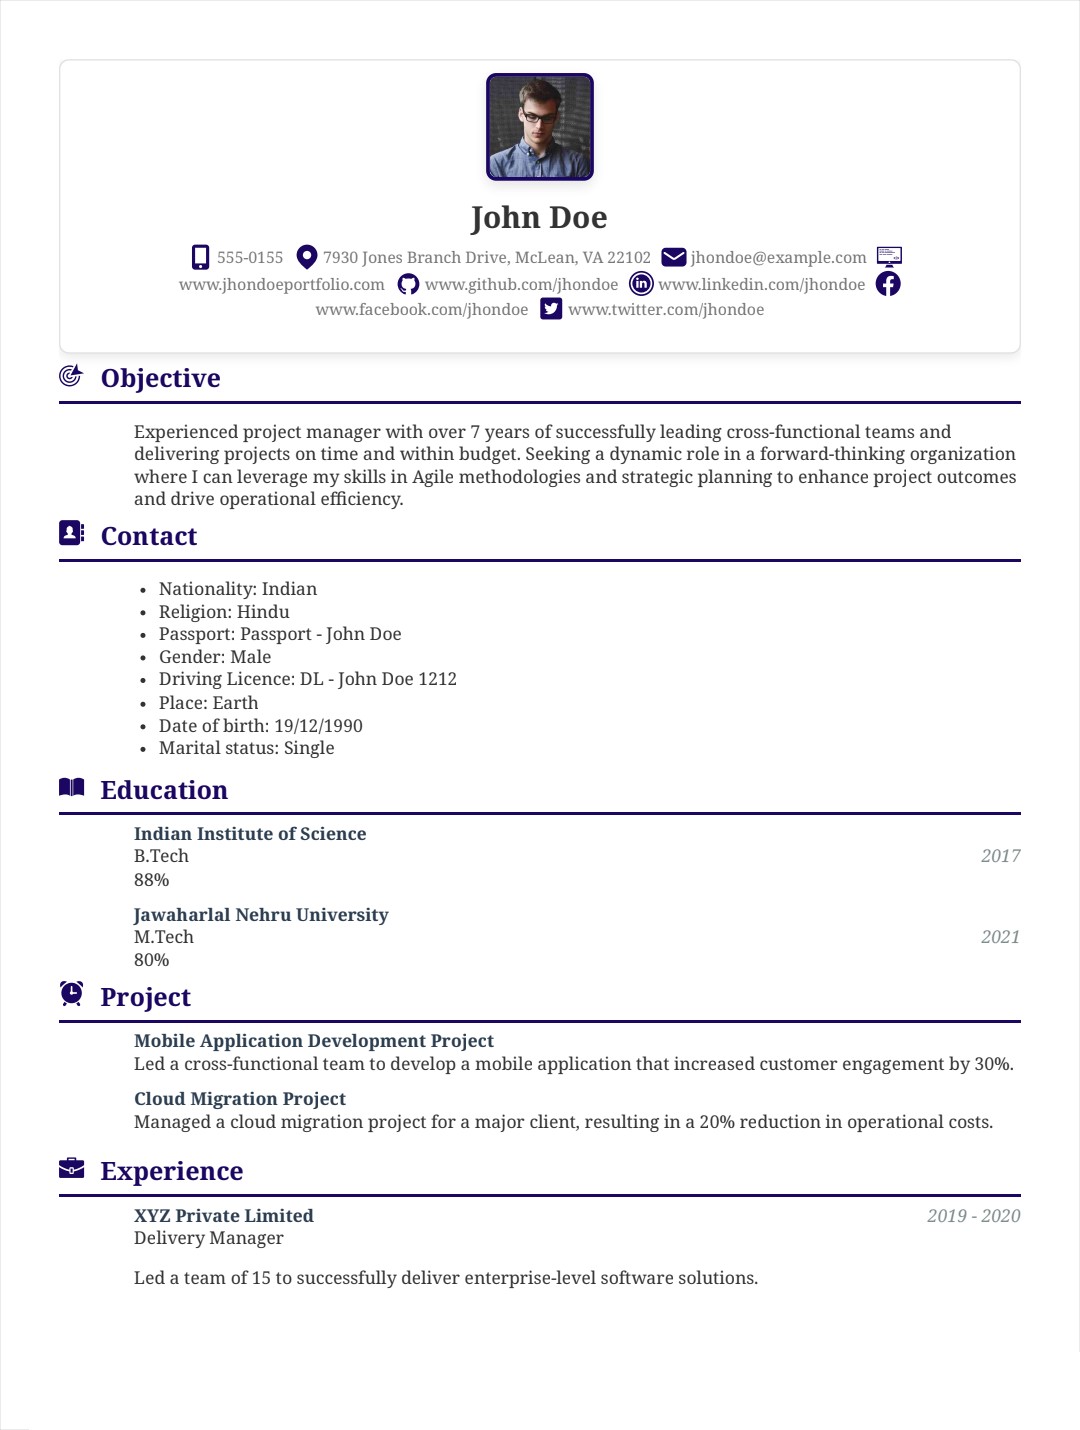 John Doe
555-0155 7930 Jones Branch Drive, McLean, VA 22102 jhondoe@example.com
www.jhondoeportfolio.com www.github.com/jhondoe www.linkedin.com/jhondoe
www.facebook.com/jhondoe www.twitter.com/jhondoe
Objective
Experienced project manager with over 7 years of successfully leading cross-functional teams and
delivering projects on time and within budget. Seeking a dynamic role in a forward-thinking organization
where I can leverage my skills in Agile methodologies and strategic planning to enhance project outcomes
and drive operational efficiency.
Contact
• Nationality: Indian
• Religion: Hindu
• Passport: Passport - John Doe
• Gender: Male
• Driving Licence: DL - John Doe 1212
• Place: Earth
• Date of birth: 19/12/1990
• Marital status: Single
Education
Indian Institute of Science
B.Tech 2017
88%
Jawaharlal Nehru University
M.Tech 2021
80%
Project
Mobile Application Development Project
Led a cross-functional team to develop a mobile application that increased customer engagement by 30%.
Cloud Migration Project
Managed a cloud migration project for a major client, resulting in a 20% reduction in operational costs.
Experience
XYZ Private Limited 2019 - 2020
Delivery Manager
Led a team of 15 to successfully deliver enterprise-level software solutions.